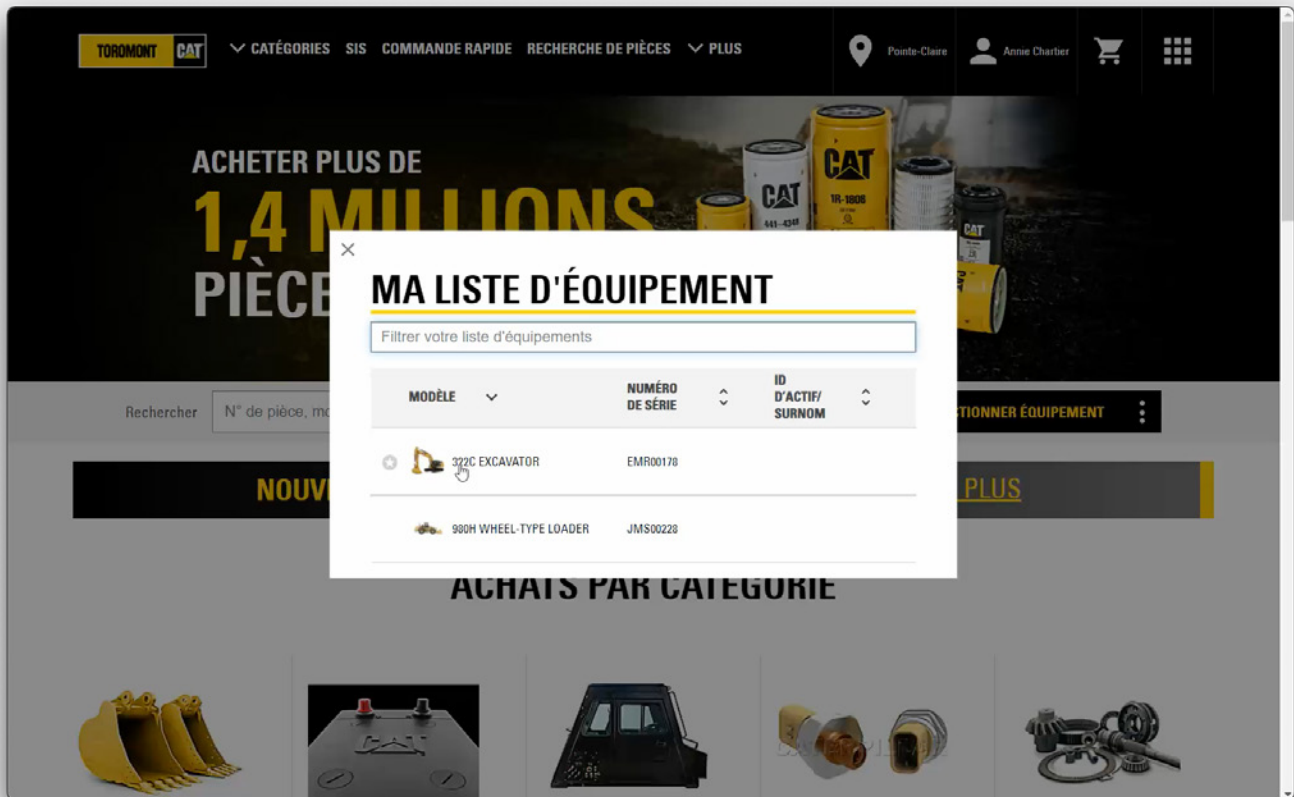 TOROMONT CAT
CATÉGORIES SIS COMMANDE RAPIDE RECHERCHE DE PIÈCES PLUS
Pointe-Claire
Annie Chartier
ACHETER PLUS DE
1,4 MILLIONS
PIÈCE
CAT
1R-1808
CAT
CAT
MA LISTE D'ÉQUIPEMENT
Filtrer votre liste d'équipements
MODÈLE
NUMÉRO
DE SÉRIE
ID
D'ACTIF/
SURNOM
322C EXCAVATOR EMR00178
980H WHEEL-TYPE LOADER JMS00228
Rechercher
N° de pièce, mo
TIONNER ÉQUIPEMENT
NOUV
PLUS
ACHATS PAR CATÉGORIE
CAT